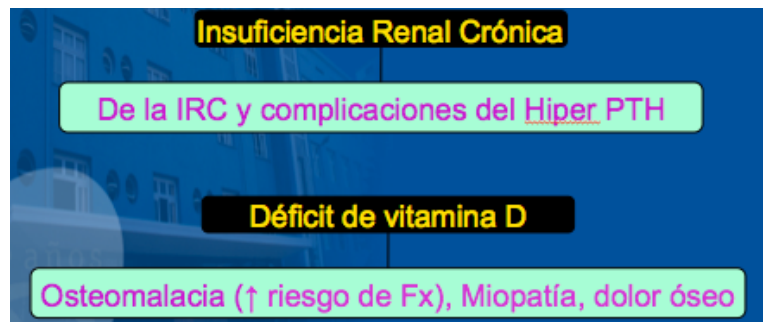 Insuficiencia Renal Crónica
De la IRC y complicaciones del Hiper PTH
Déficit de vitamina D
años
Osteomalacia (↑ riesgo de Fx), Miopatía, dolor óseo